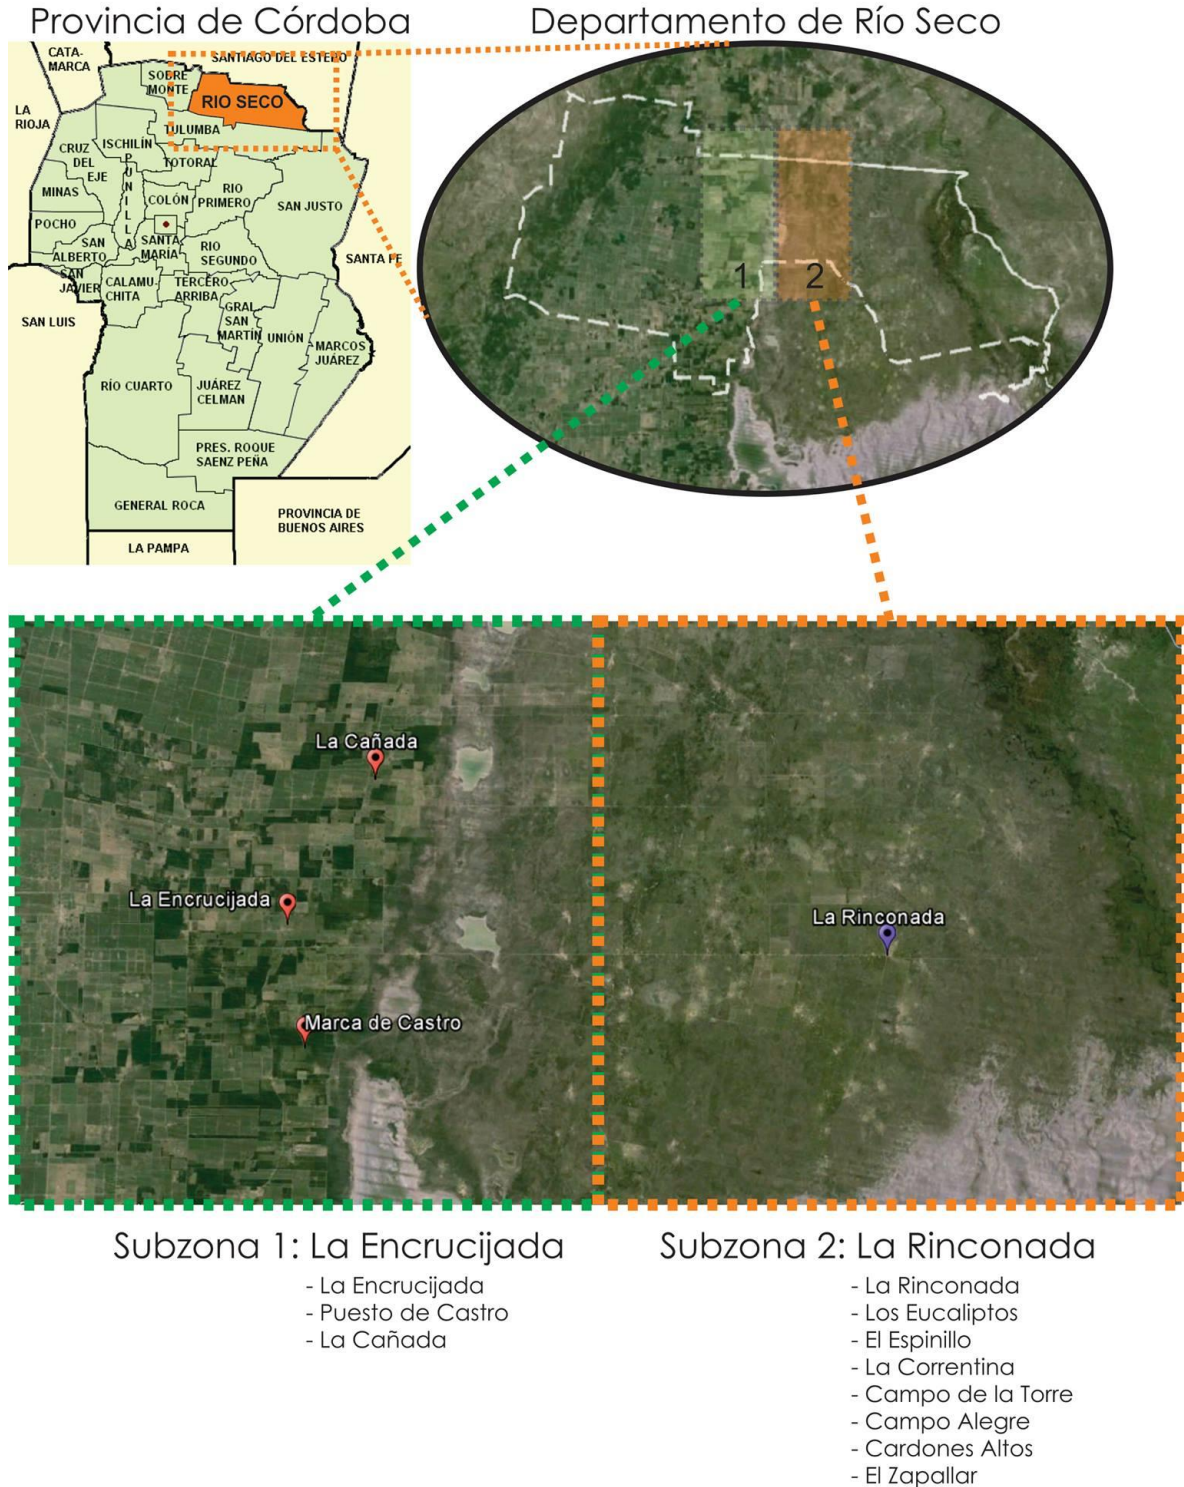 Provincia de Córdoba
Departamento de Río Seco
CATA-
MARCA
SANTIAGO DEL ESTERO
SOBRE
MONTE
RIO SECO
LA
RIOJA
TULUMBA
ISCHILÍN
CRUZ
DEL
EJE
TOTORAL
PUNILLA
MINAS
COLÓN
RIO
PRIMERO
SAN JUSTO
POCHO
SAN
ALBERTO
SANTA
MARÍA
RIO
SEGUNDO
SANTA FE
SAN
JAVIER
CALAMU-
CHITA
TERCERO
ARRIBA
GRAL
SAN
MARTÍN
UNIÓN
MARCOS
JUÁREZ
SAN LUIS
RÍO CUARTO
JUÁREZ
CELMAN
PRES. ROQUE
SAENZ PEÑA
GENERAL ROCA
PROVINCIA DE
BUENOS AIRES
LA PAMPA
1
2
La Cañada
La Encrucijada
Marca de Castro
La Rinconada
Subzona 1: La Encrucijada
- La Encrucijada
- Puesto de Castro
- La Cañada
Subzona 2: La Rinconada
- La Rinconada
- Los Eucaliptos
- El Espinillo
- La Correntina
- Campo de la Torre
- Campo Alegre
- Cardones Altos
- El Zapallar